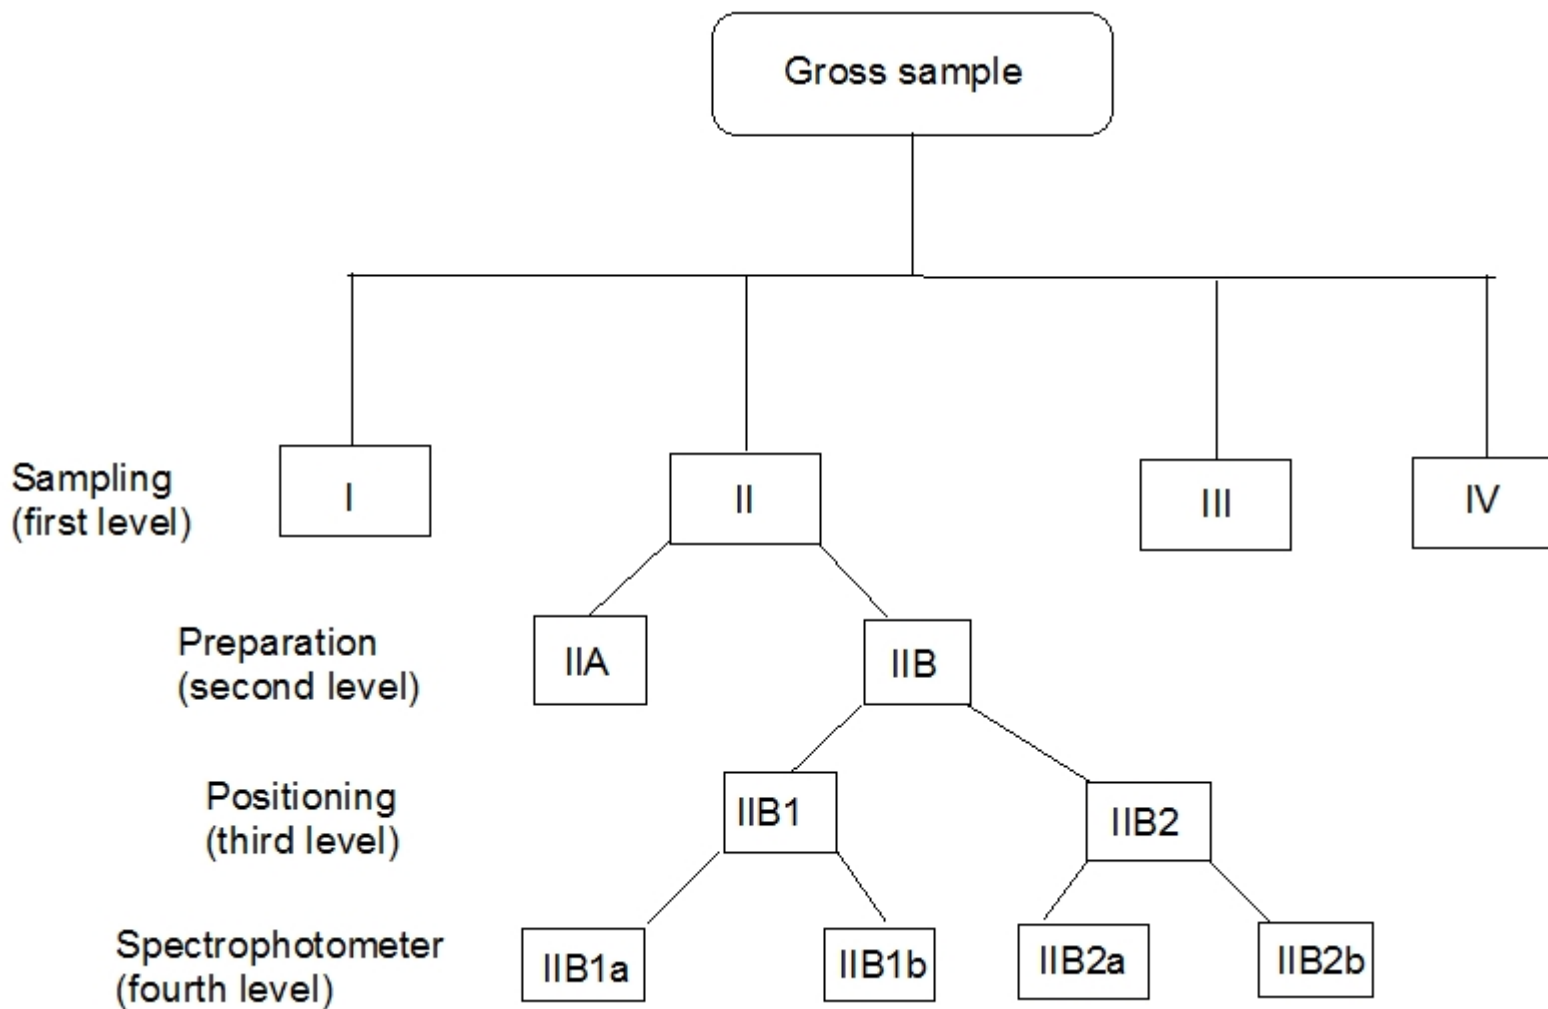 Gross sample
Sampling
(first level)
I
II
III
IV
Preparation
(second level)
IIA
IIB
Positioning
(third level)
IIB1
IIB2
Spectrophotometer
(fourth level)
IIB1a
IIB1b
IIB2a
IIB2b